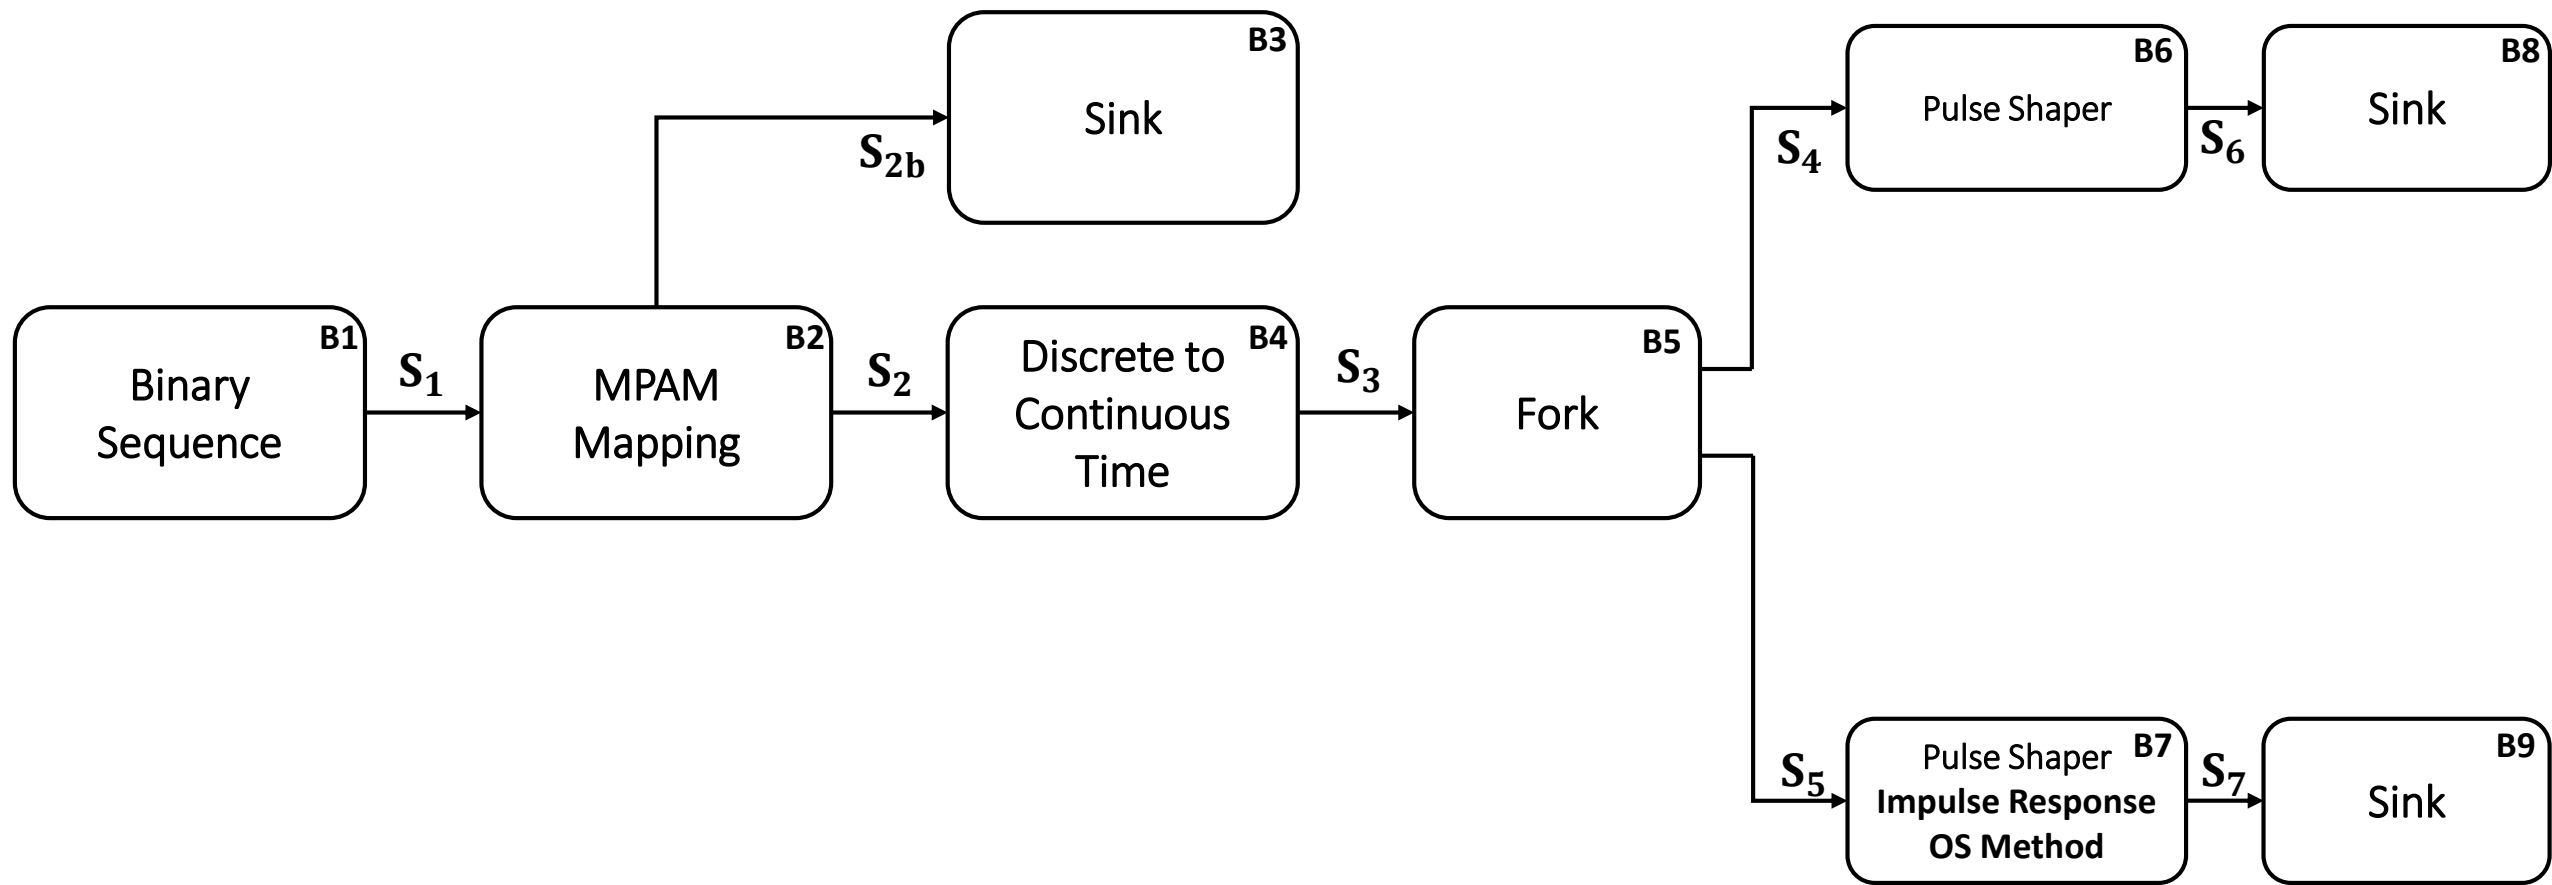 B3
Sink
S2b
B6
Pulse Shaper
S4
S6
B8
Sink
B1
Binary
Sequence
S1
B2
MPAM
Mapping
S2
B4
Discrete to
Continuous
Time
S3
B5
Fork
S5
B7
Pulse Shaper
Impulse Response
OS Method
S7
B9
Sink